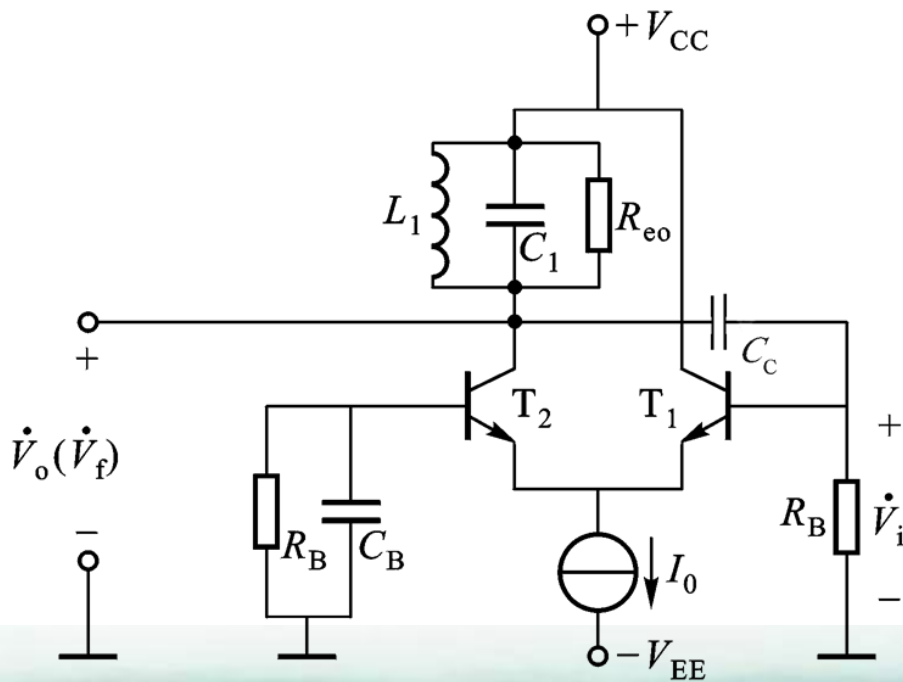 +V_CC
L_1
C_1
R_eo
C_C
+
T_2
T_1
+
V̇_o(V̇_f)
−
R_B
C_B
I_0
R_B
V̇_i
−
−V_EE